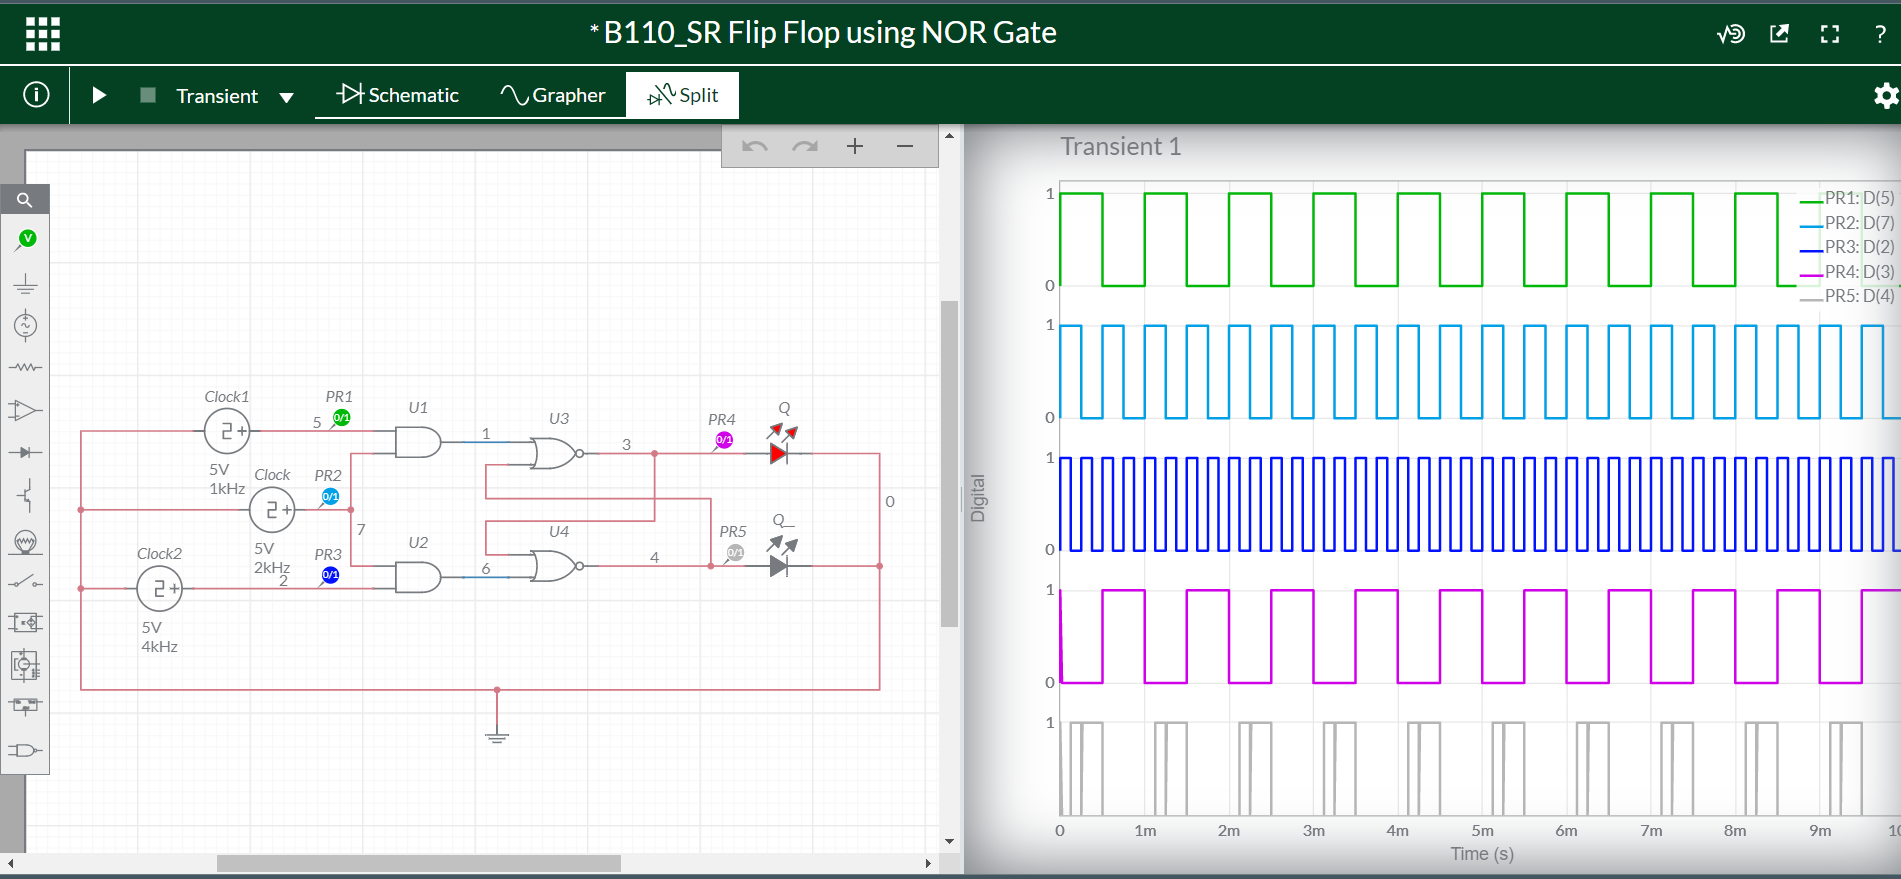 *B110_SR Flip Flop using NOR Gate
?
i
Transient
Schematic
Grapher
Split
V
Clock1
PR1
5
0/1
2+
5V
1kHz
U1
1
U3
3
PR4
0/1
Q
Clock
PR2
0/1
2+
5V
2kHz
7
0
Clock2
PR3
2
0/1
2+
5V
4kHz
U2
6
U4
4
PR5
0/1
Q_
Transient 1
Digital
1
0
1
0
1
0
1
0
1
PR1: D(5)
PR2: D(7)
PR3: D(2)
PR4: D(3)
PR5: D(4)
0 1m 2m 3m 4m 5m 6m 7m 8m 9m
Time (s)